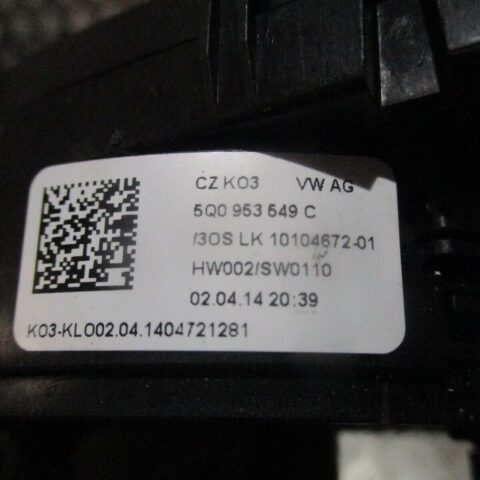 CZ K03 VW AG
5Q0 953 549 C
/3OS LK 10104672-01
HW002/SW0110
02.04.14 20:39
K03-KLO02.04.1404721281